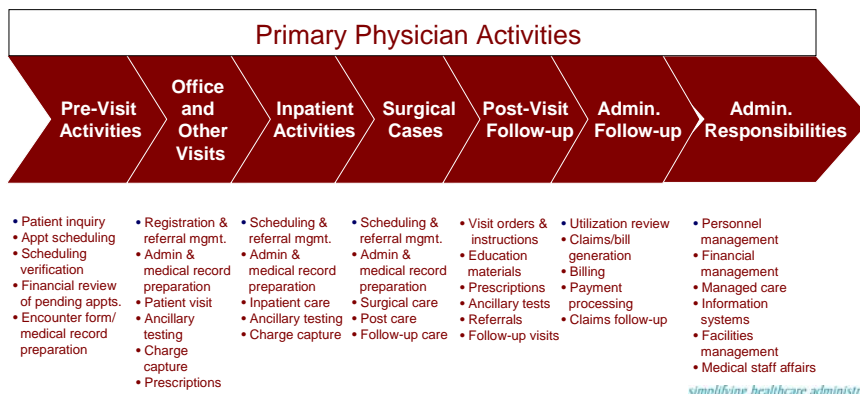 Primary Physician Activities
Pre-Visit
Activities
Office
and
Other
Visits
Inpatient
Activities
Surgical
Cases
Post-Visit
Follow-up
Admin.
Follow-up
Admin.
Responsibilities
• Patient inquiry
• Appt scheduling
• Scheduling
verification
• Financial review
of pending appts.
• Encounter form/
medical record
preparation
• Registration &
referral mgmt.
• Admin &
medical record
preparation
• Patient visit
• Ancillary
testing
• Charge
capture
• Prescriptions
• Scheduling &
referral mgmt.
• Admin &
medical record
preparation
• Inpatient care
• Ancillary testing
• Charge capture
• Scheduling &
referral mgmt.
• Admin &
medical record
preparation
• Surgical care
• Post care
• Follow-up care
• Visit orders &
instructions
• Education
materials
• Prescriptions
• Ancillary tests
• Referrals
• Follow-up visits
• Utilization review
• Claims/bill
generation
• Billing
• Payment
processing
• Claims follow-up
• Personnel
management
• Financial
management
• Managed care
• Information
systems
• Facilities
management
• Medical staff affairs
simplifying healthcare